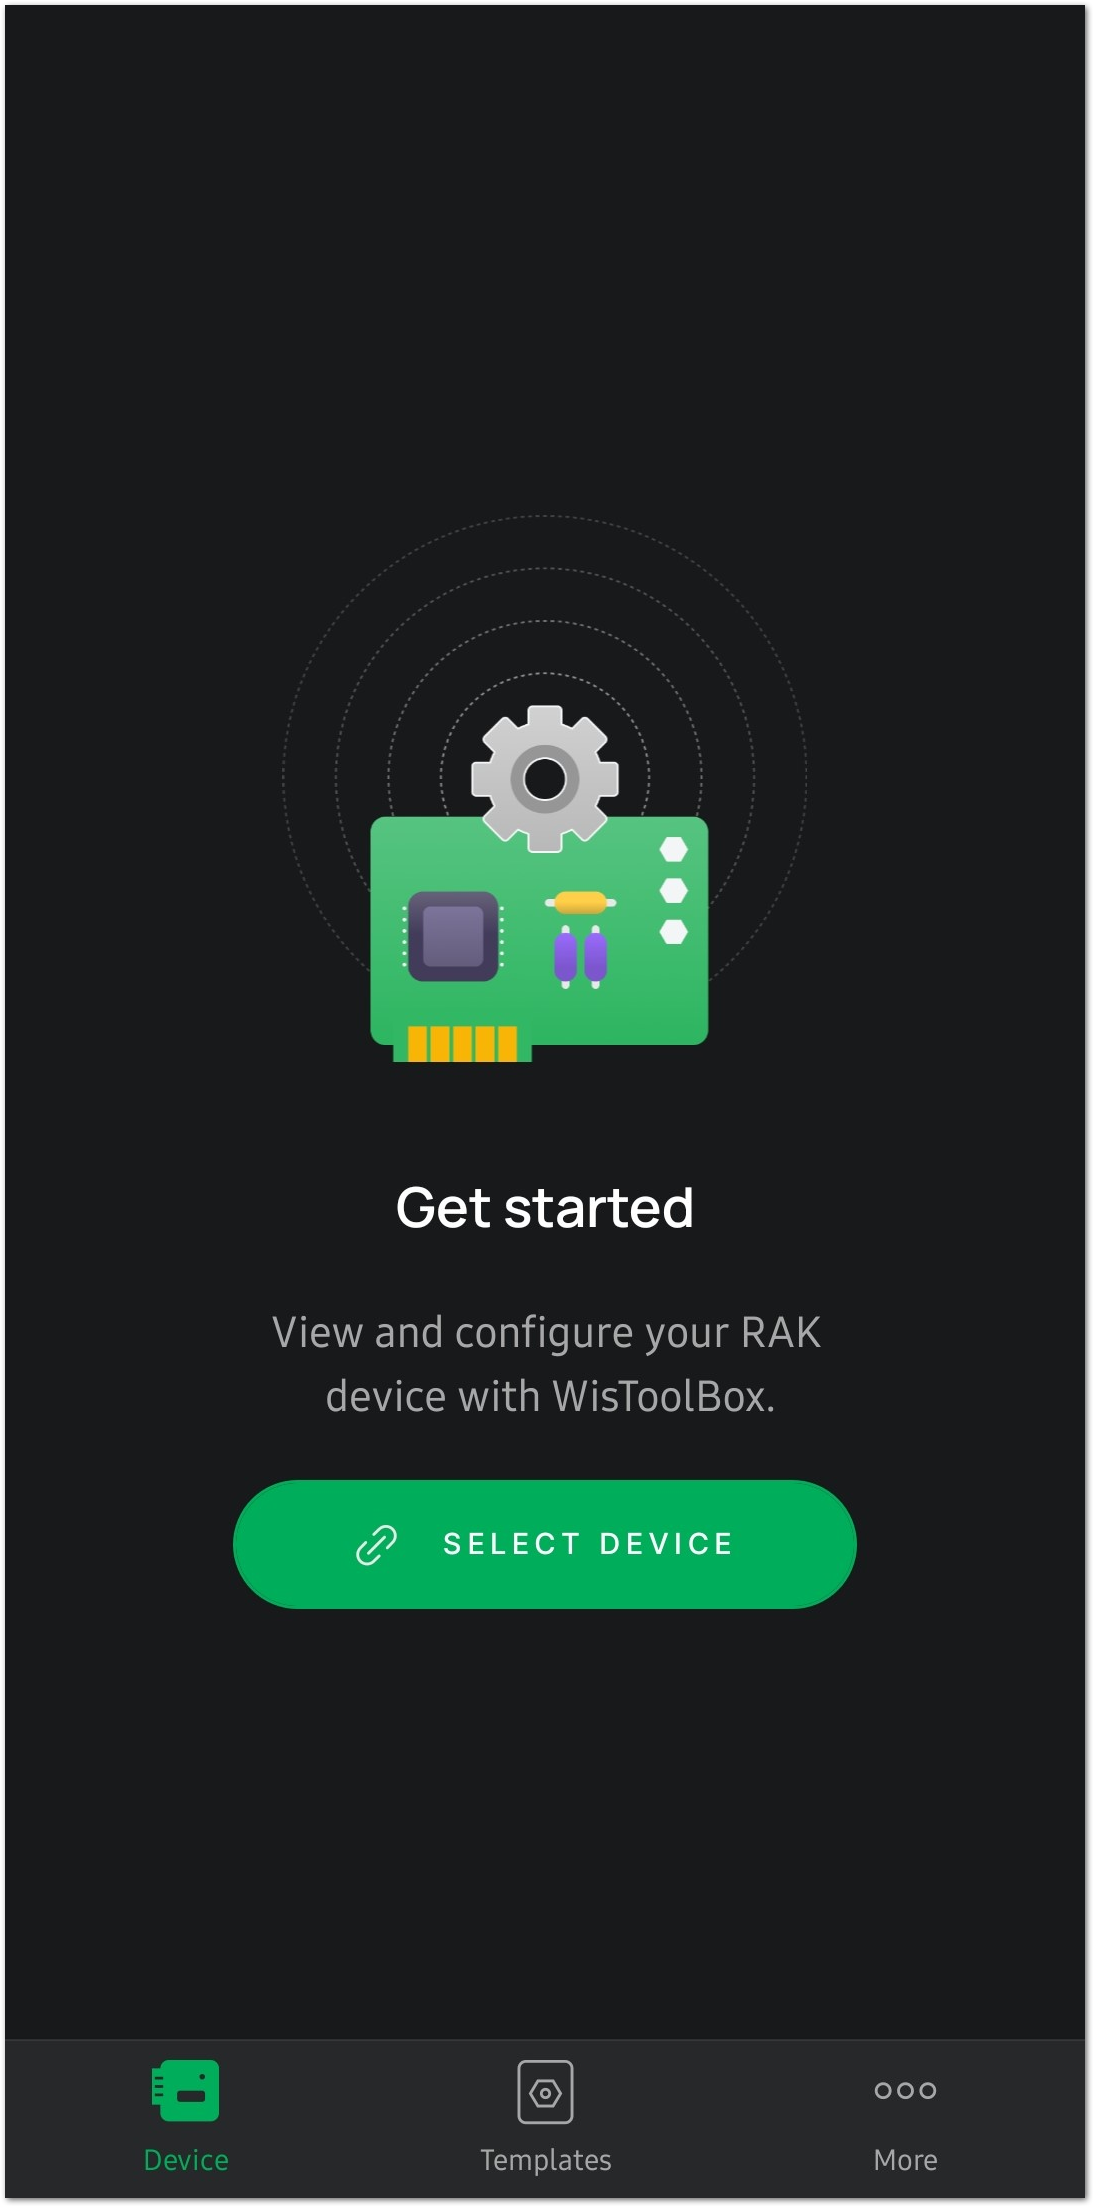 Get started
View and configure your RAK
device with WisToolBox.
SELECT DEVICE
Device
Templates
More